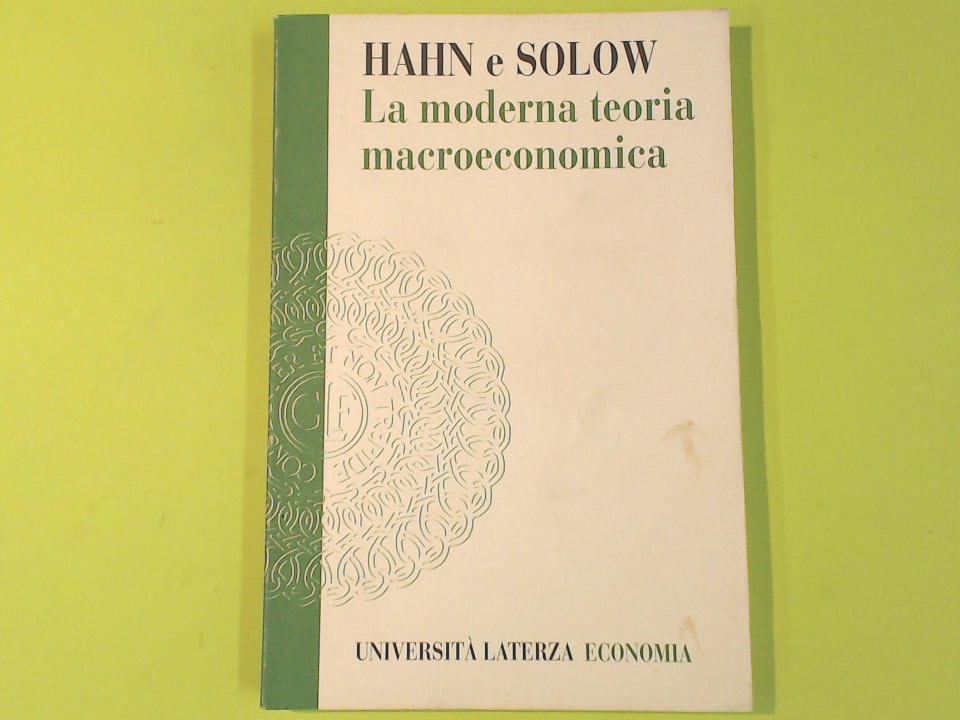 HAHN e SOLOW
La moderna teoria
macroeconomica
UNIVERSITÀ LATERZA ECONOMIA